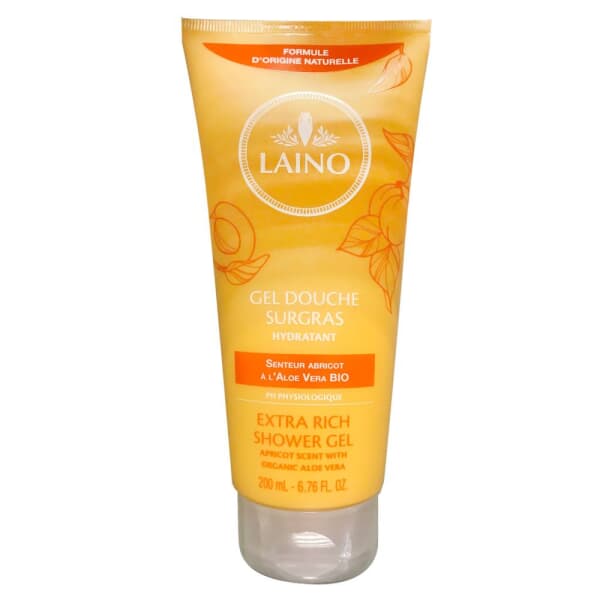 FORMULE
D'ORIGINE NATURELLE
LAINO
GEL DOUCHE
SURGRAS
HYDRATANT
SENTEUR ABRICOT
À L'ALOE VERA BIO
PH PHYSIOLOGIQUE
EXTRA RICH
SHOWER GEL
APRICOT SCENT WITH
ORGANIC ALOE VERA
200 mL - 6.76 FL. OZ.